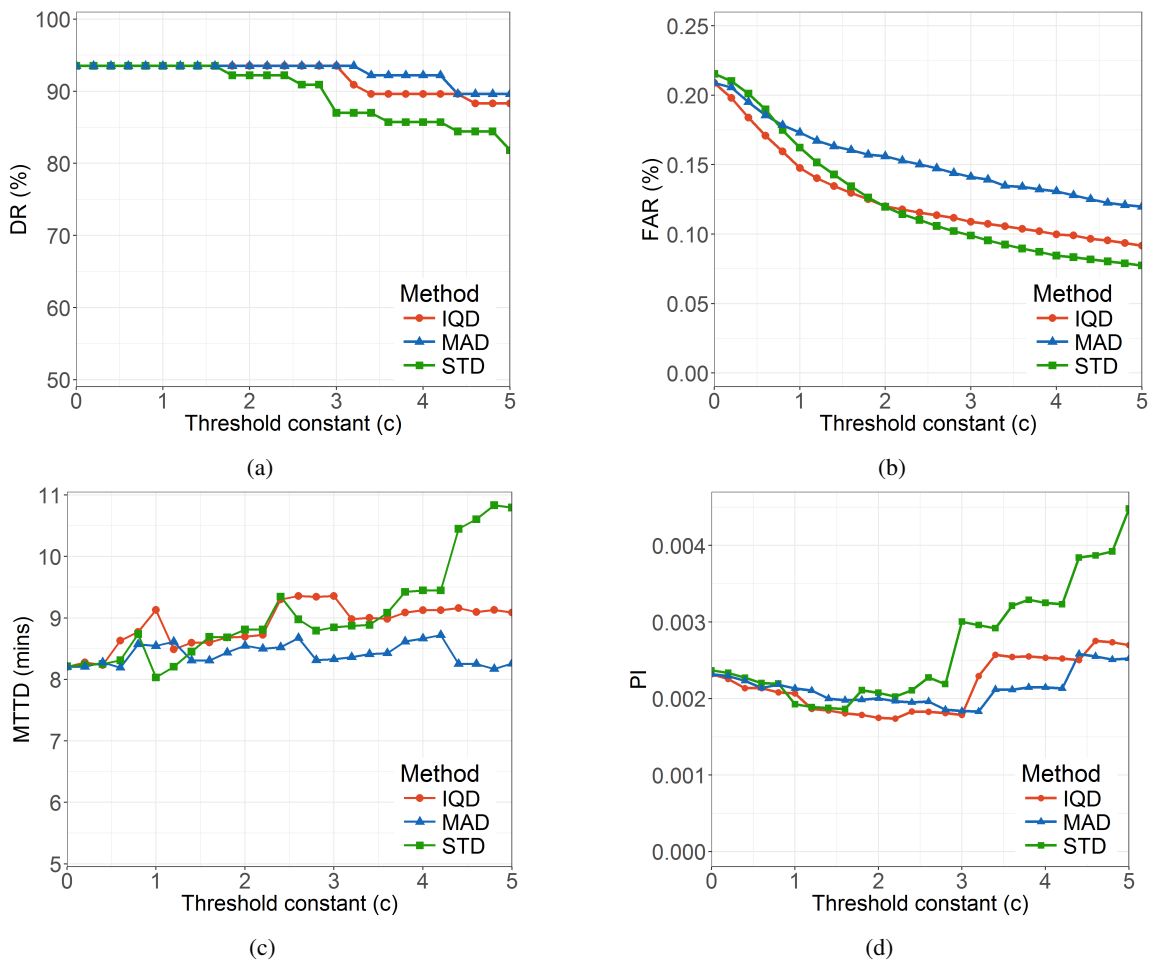 100
90
80
70
60
50
DR (%)
0 1 2 3 4 5
Threshold constant (c)
Method
IQD
MAD
STD
(a)
0.25
0.20
0.15
0.10
0.05
0.00
FAR (%)
0 1 2 3 4 5
Threshold constant (c)
Method
IQD
MAD
STD
(b)
11
10
9
8
7
6
5
MTTD (mins)
0 1 2 3 4 5
Threshold constant (c)
Method
IQD
MAD
STD
(c)
0.004
0.003
0.002
0.001
0.000
PI
0 1 2 3 4 5
Threshold constant (c)
Method
IQD
MAD
STD
(d)